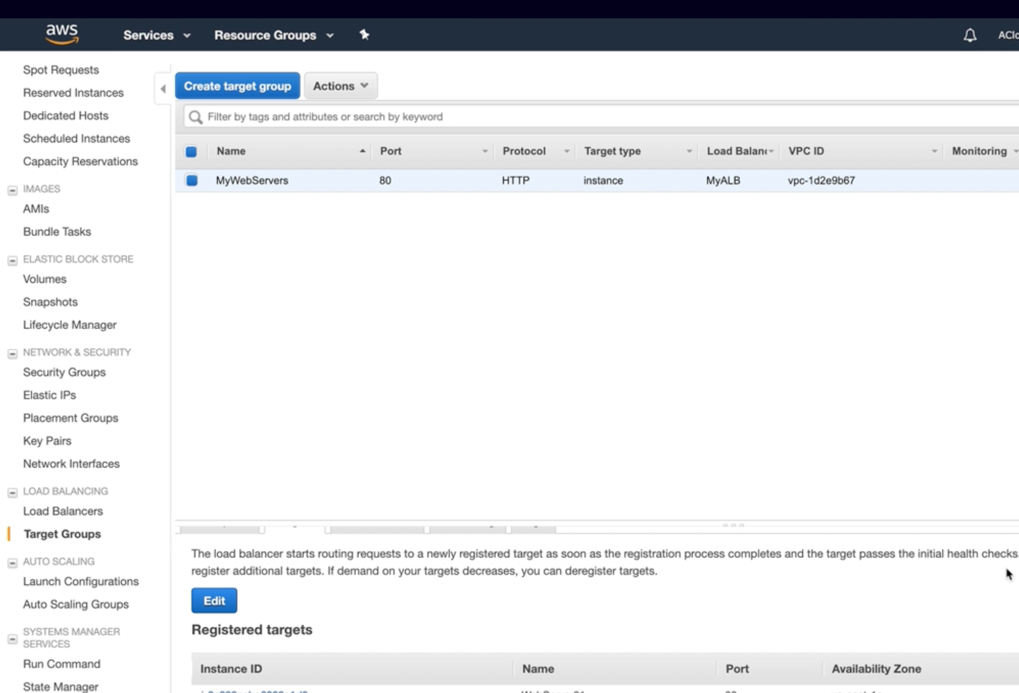 aws Services Resource Groups
Spot Requests
Reserved Instances
Dedicated Hosts
Scheduled Instances
Capacity Reservations
IMAGES
AMIs
Bundle Tasks
ELASTIC BLOCK STORE
Volumes
Snapshots
Lifecycle Manager
NETWORK & SECURITY
Security Groups
Elastic IPs
Placement Groups
Key Pairs
Network Interfaces
LOAD BALANCING
Load Balancers
Target Groups
AUTO SCALING
Launch Configurations
Auto Scaling Groups
SYSTEMS MANAGER
SERVICES
Run Command
State Manager
Create target group Actions
Filter by tags and attributes or search by keyword
Name Port Protocol Target type Load Balan VPC ID Monitoring
MyWebServers 80 HTTP instance MyALB vpc-1d2e9b67
The load balancer starts routing requests to a newly registered target as soon as the registration process completes and the target passes the initial health checks
register additional targets. If demand on your targets decreases, you can deregister targets.
Edit
Registered targets
Instance ID Name Port Availability Zone